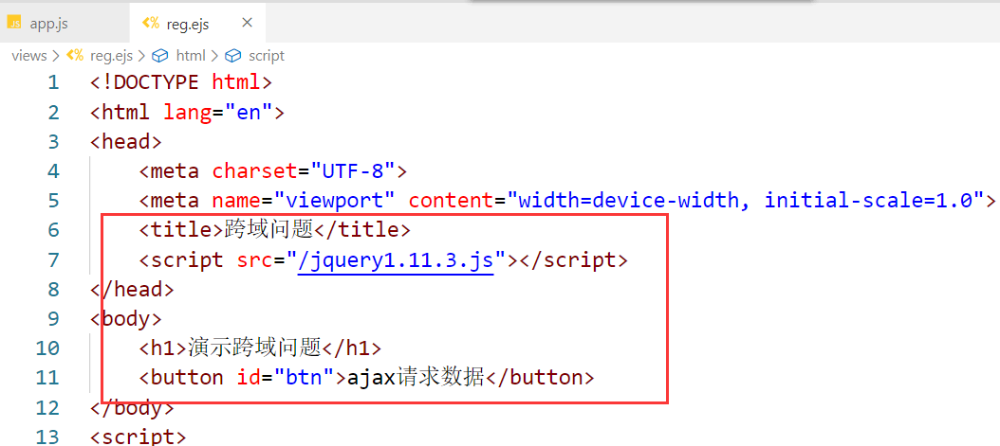 JS app.js
<%> reg.ejs ×
views > <%> reg.ejs > html > script
1 <!DOCTYPE html>
2 <html lang="en">
3 <head>
4     <meta charset="UTF-8">
5     <meta name="viewport" content="width=device-width, initial-scale=1.0">
6     <title>跨域问题</title>
7     <script src="/jquery1.11.3.js"></script>
8 </head>
9 <body>
10     <h1>演示跨域问题</h1>
11     <button id="btn">ajax请求数据</button>
12 </body>
13 <script>